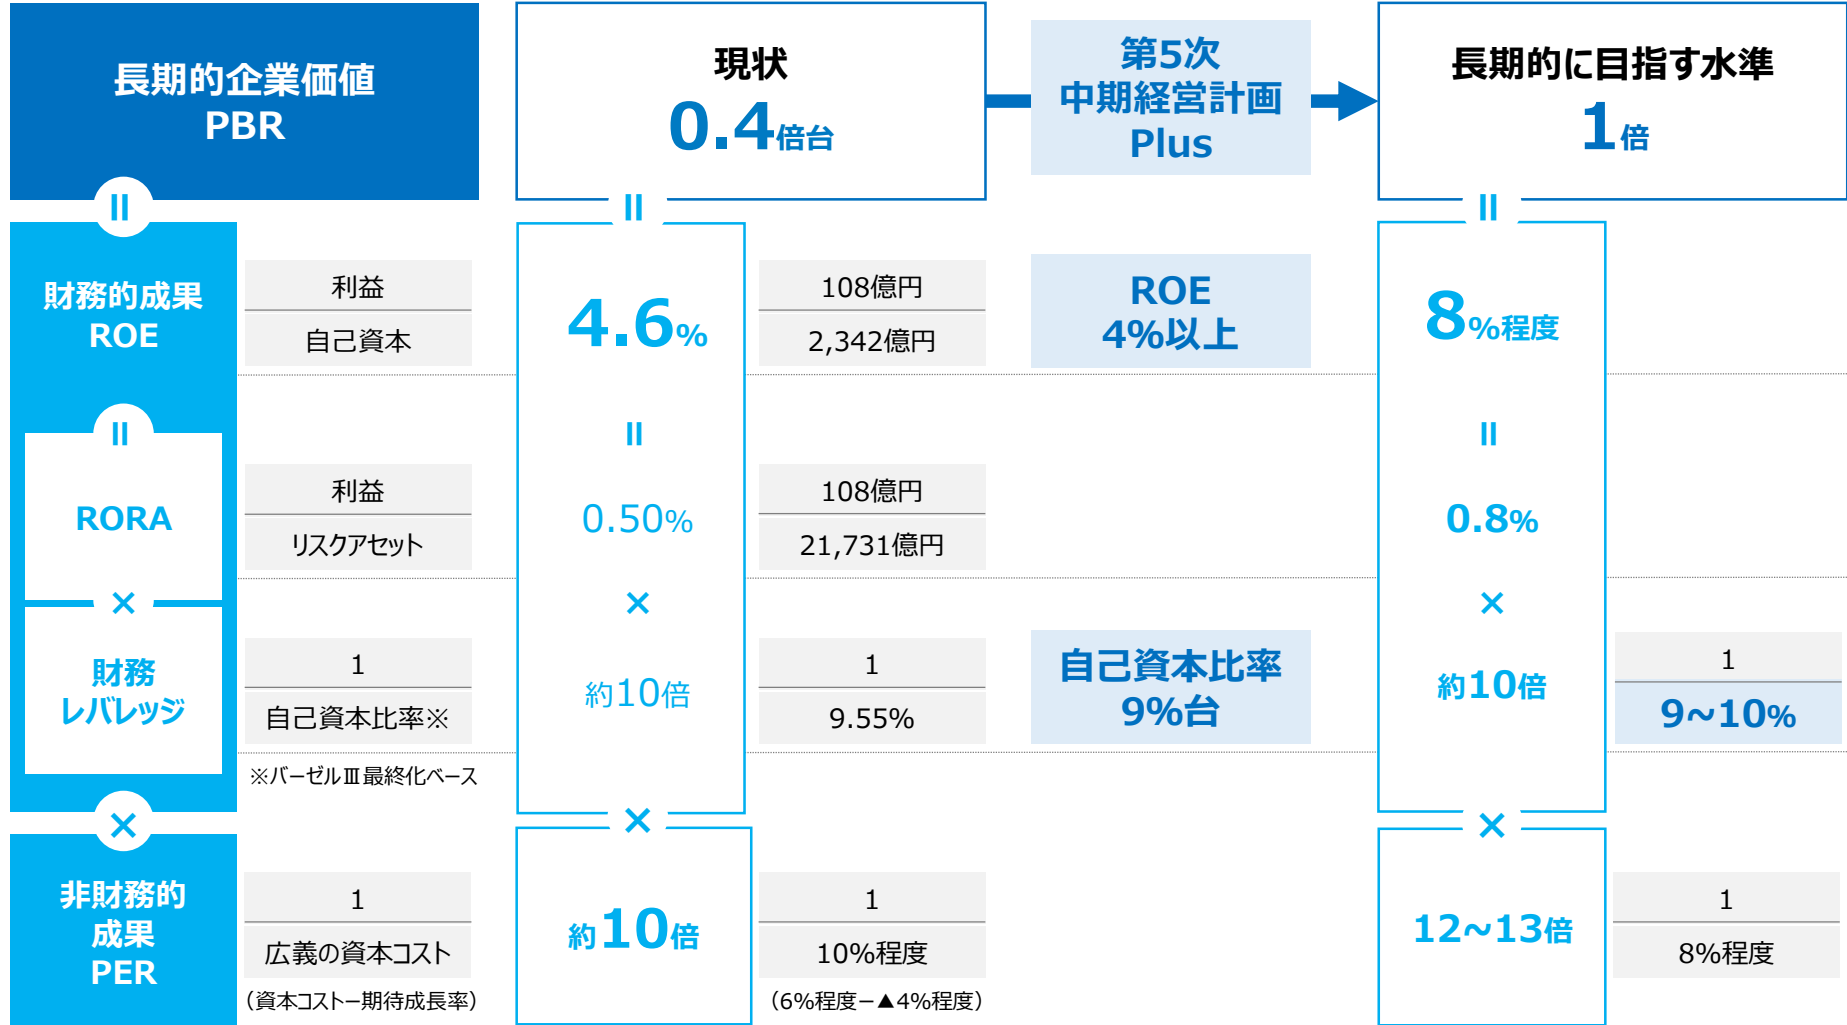 長期的企業価値
PBR
現状
0.4倍台
第5次
中期経営計画
Plus
長期的に目指す水準
1倍
=
=
=
財務的成果
ROE
利益
自己資本
4.6%
108億円
2,342億円
ROE
4%以上
8%程度
=
=
=
RORA
利益
リスクアセット
0.50%
108億円
21,731億円
0.8%
×
×
×
財務
レバレッジ
1
自己資本比率※
約10倍
1
9.55%
自己資本比率
9%台
約10倍
1
9~10%
※バーゼルⅢ最終化ベース
×
×
×
非財務的
成果
PER
1
広義の資本コスト
(資本コストー期待成長率)
約10倍
1
10%程度
(6%程度ー▲4%程度)
12~13倍
1
8%程度